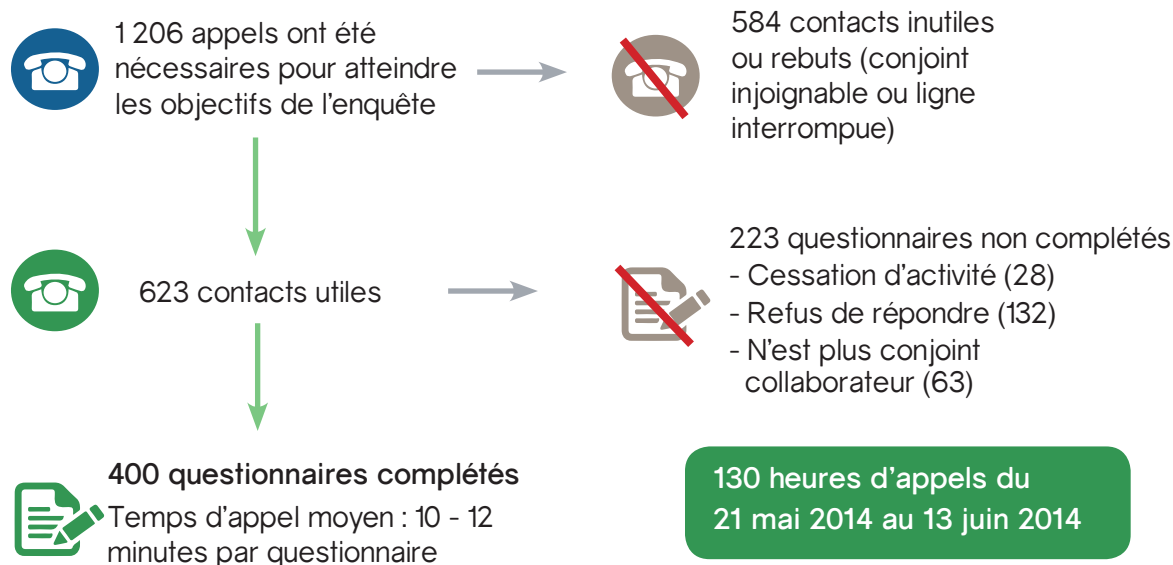 1 206 appels ont été
nécessaires pour atteindre
les objectifs de l'enquête
584 contacts inutiles
ou rebuts (conjoint
injoignable ou ligne
interrompue)
623 contacts utiles
223 questionnaires non complétés
- Cessation d'activité (28)
- Refus de répondre (132)
- N'est plus conjoint
collaborateur (63)
400 questionnaires complétés
Temps d'appel moyen : 10 - 12
minutes par questionnaire
130 heures d'appels du
21 mai 2014 au 13 juin 2014